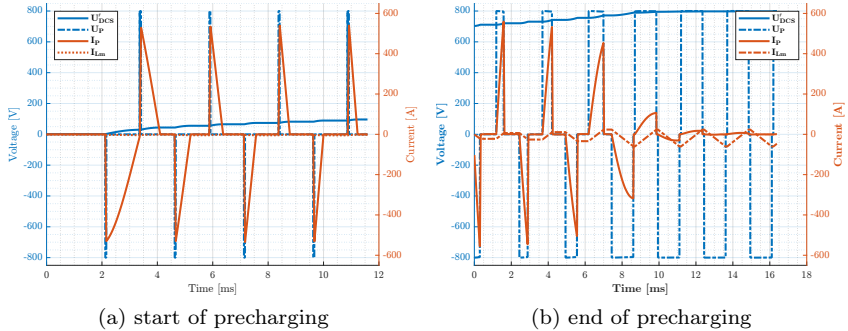 U'DCS
UP
IP
ILm
800
600
400
200
0
-200
-400
-600
-800
Voltage [V]
600
400
200
0
-200
-400
-600
Current [A]
0 2 4 6 8 10 12
Time [ms]
(a) start of precharging
U'DCS
UP
IP
ILm
800
600
400
200
0
-200
-400
-600
-800
Voltage [V]
600
400
200
0
-200
-400
-600
Current [A]
0 2 4 6 8 10 12 14 16 18
Time [ms]
(b) end of precharging